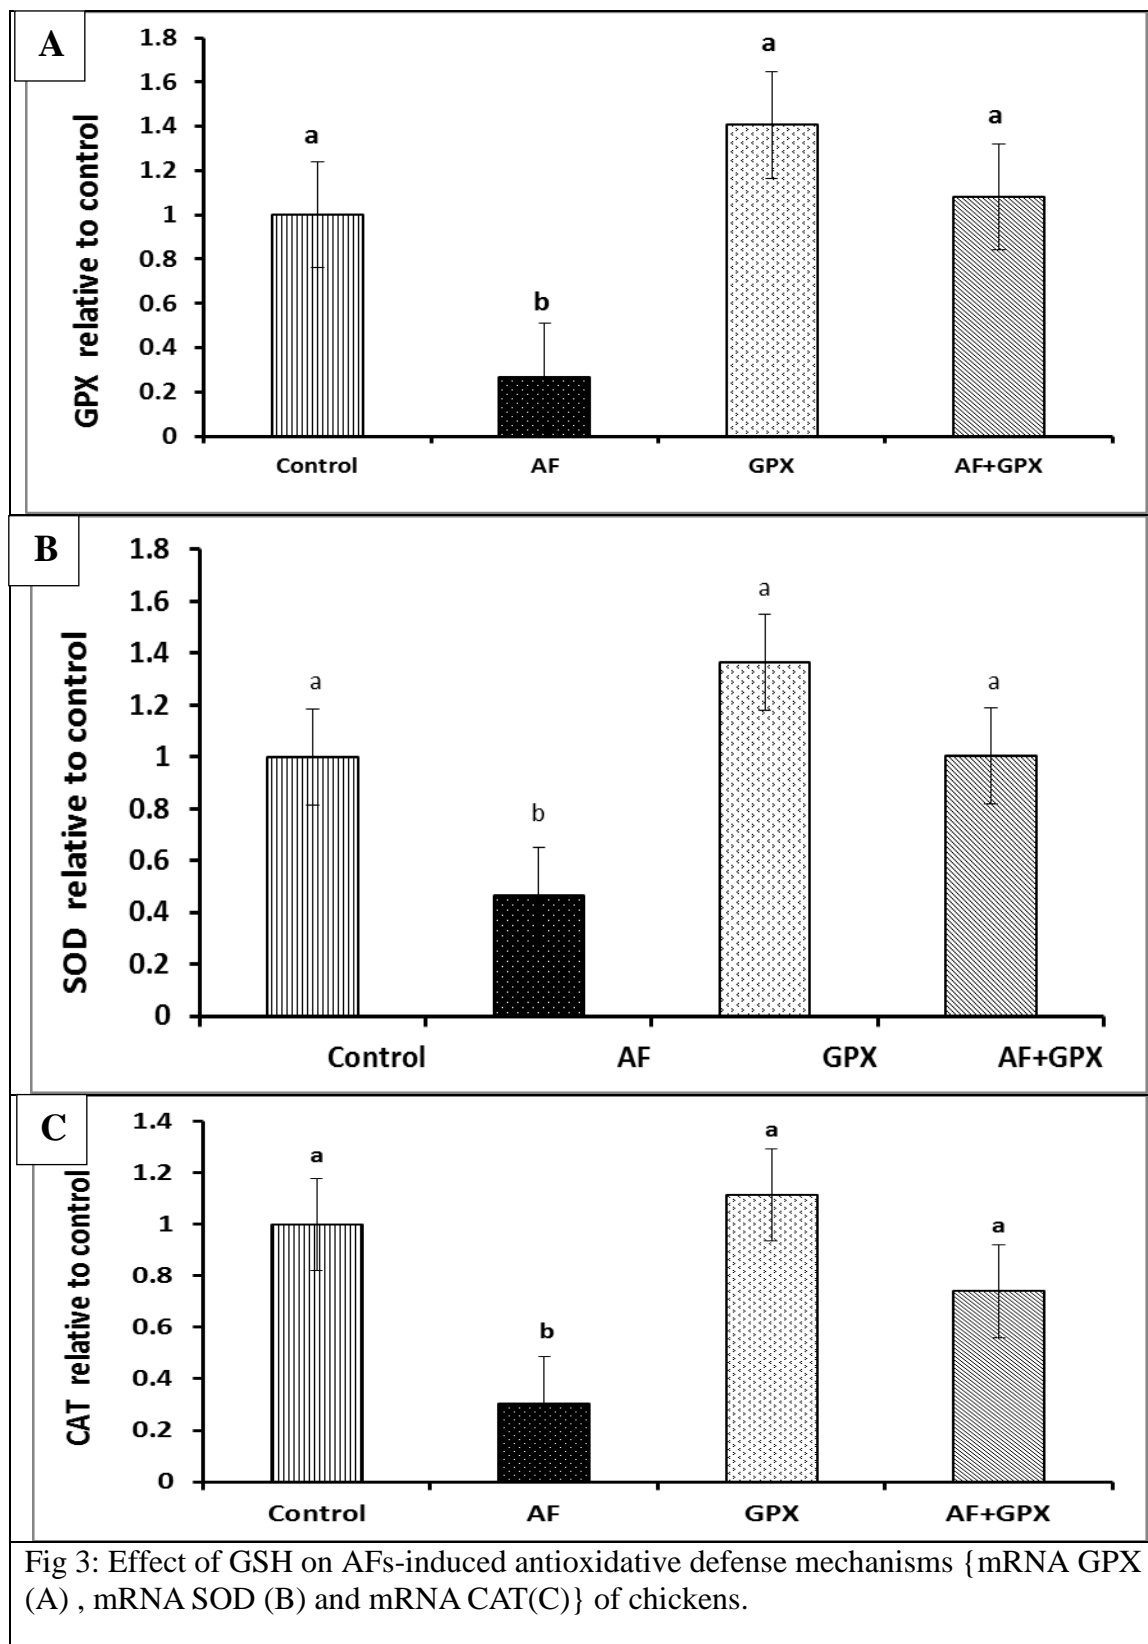 A
GPX relative to control
1.8
1.6
1.4
1.2
1
0.8
0.6
0.4
0.2
0
a
b
a
a
Control AF GPX AF+GPX
B
SOD relative to control
1.8
1.6
1.4
1.2
1
0.8
0.6
0.4
0.2
0
a
b
a
a
Control AF GPX AF+GPX
C
CAT relative to control
1.4
1.2
1
0.8
0.6
0.4
0.2
0
a
b
a
a
Control AF GPX AF+GPX
Fig 3: Effect of GSH on AFs-induced antioxidative defense mechanisms {mRNA GPX
(A) , mRNA SOD (B) and mRNA CAT(C)} of chickens.